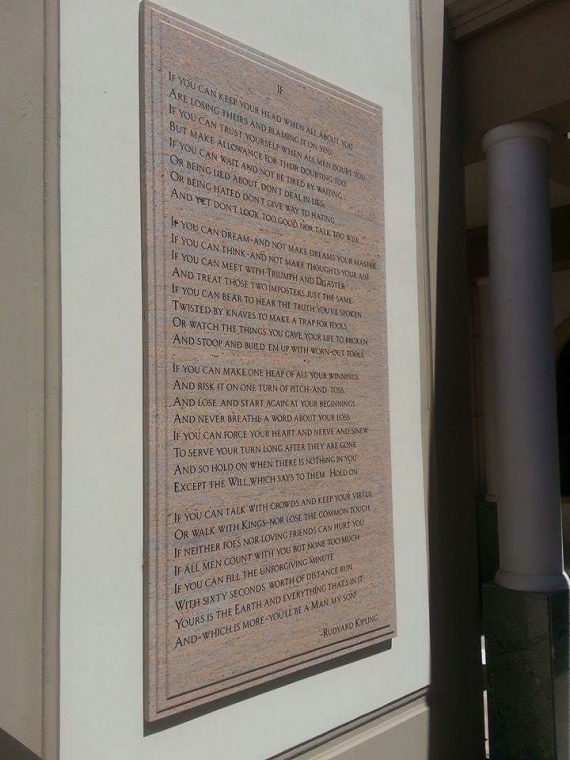 IF
IF YOU CAN KEEP YOUR HEAD WHEN ALL ABOUT YOU
ARE LOSING THEIRS AND BLAMING IT ON YOU
IF YOU CAN TRUST YOURSELF WHEN ALL MEN DOUBT YOU
BUT MAKE ALLOWANCE FOR THEIR DOUBTING TOO
IF YOU CAN WAIT AND NOT BE TIRED BY WAITING
OR BEING LIED ABOUT, DON'T DEAL IN LIES
OR BEING HATED DON'T GIVE WAY TO HATING
AND YET DON'T LOOK TOO GOOD NOR TALK TOO WISE
IF YOU CAN DREAM-AND NOT MAKE DREAMS YOUR MASTER
IF YOU CAN THINK-AND NOT MAKE THOUGHTS YOUR AIM
IF YOU CAN MEET WITH TRIUMPH AND DISASTER
AND TREAT THOSE TWO IMPOSTERS JUST THE SAME
IF YOU CAN BEAR TO HEAR THE TRUTH YOU'VE SPOKEN
TWISTED BY KNAVES TO MAKE A TRAP FOR FOOLS
OR WATCH THE THINGS YOU GAVE YOUR LIFE TO BROKEN
AND STOOP AND BUILD EM UP WITH WORN-OUT TOOLS
IF YOU CAN MAKE ONE HEAP OF ALL YOUR WINNINGS
AND RISK IT ON ONE TURN OF PITCH-AND-TOSS
AND LOSE AND START AGAIN AT YOUR BEGINNINGS
AND NEVER BREATHE A WORD ABOUT YOUR LOSS
IF YOU CAN FORCE YOUR HEART AND NERVE AND SINEW
TO SERVE YOUR TURN LONG AFTER THEY ARE GONE
AND SO HOLD ON WHEN THERE IS NOTHING IN YOU
EXCEPT THE WILL WHICH SAYS TO THEM HOLD ON
IF YOU CAN TALK WITH CROWDS AND KEEP YOUR VIRTUE
OR WALK WITH KINGS-NOR LOSE THE COMMON TOUCH
IF NEITHER FOES NOR LOVING FRIENDS CAN HURT YOU
IF ALL MEN COUNT WITH YOU BUT NONE TOO MUCH
IF YOU CAN FILL THE UNFORGIVING MINUTE
WITH SIXTY SECONDS WORTH OF DISTANCE RUN
YOURS IS THE EARTH AND EVERYTHING THATS IN IT
AND-WHICH IS MORE-YOU'LL BE A MAN MY SON!
-RUDYARD KIPLING